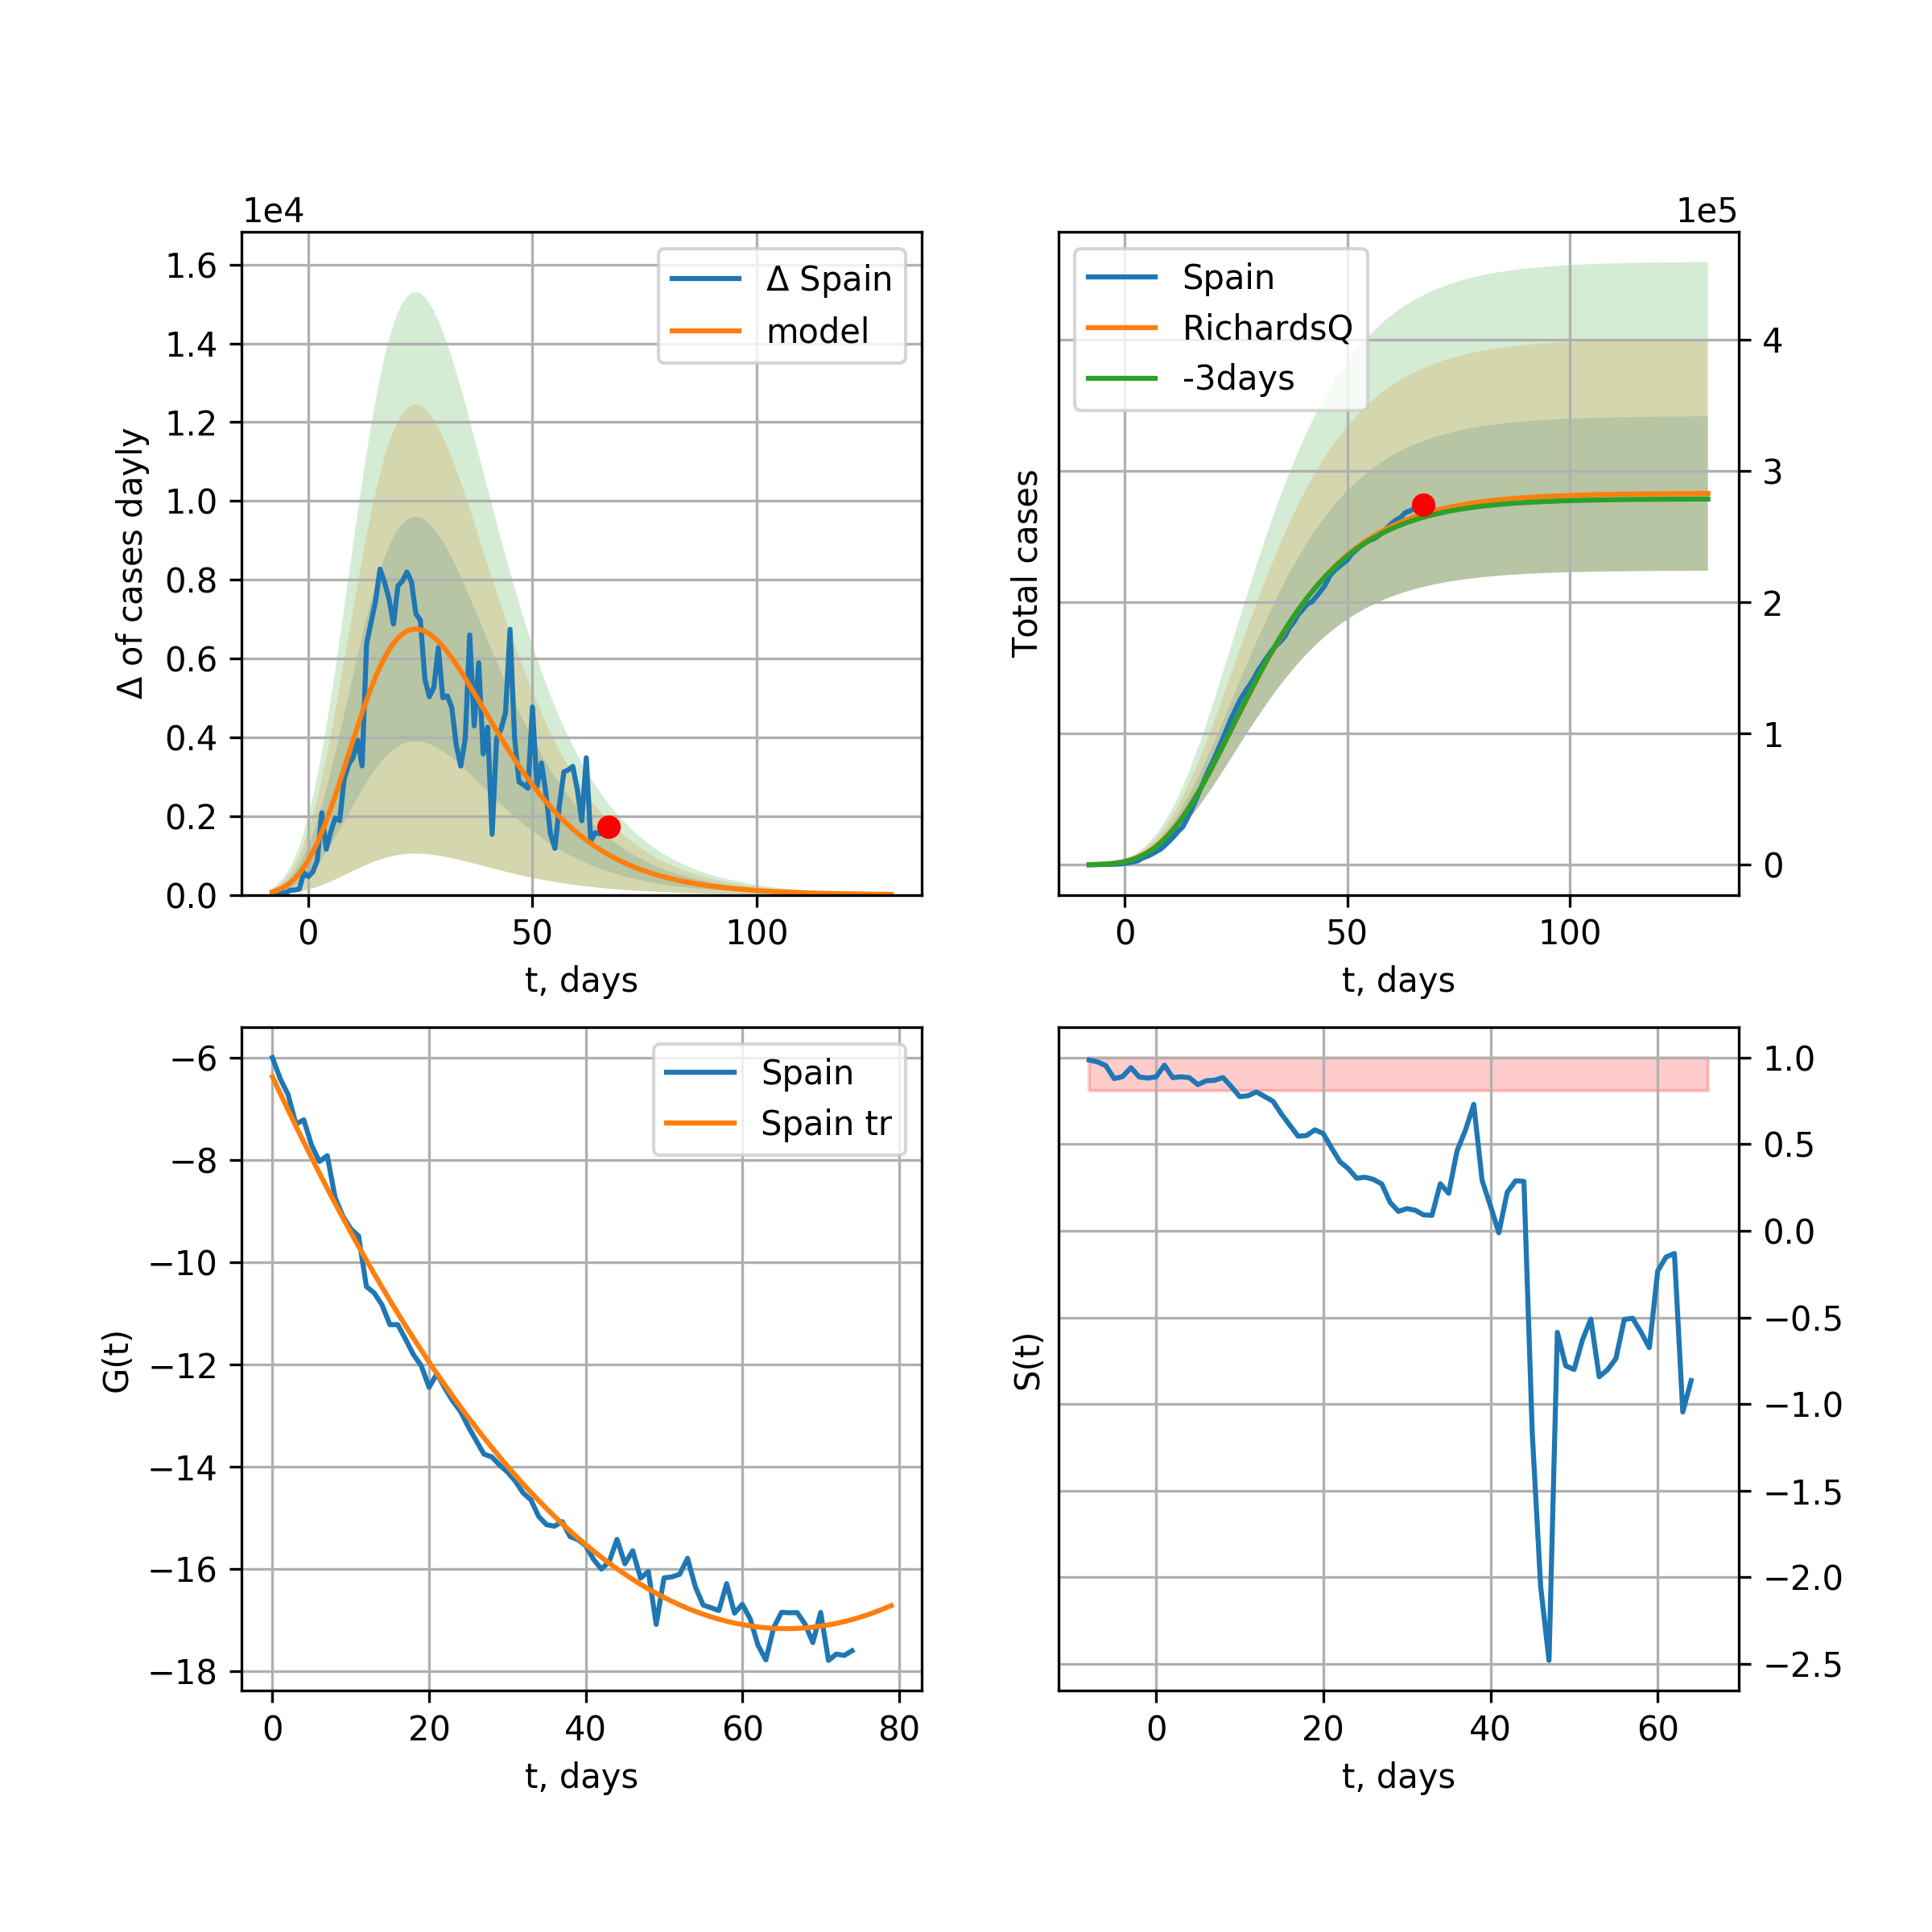 1e4
Δ of cases dayly
1.6
1.4
1.2
1.0
0.8
0.6
0.4
0.2
0.0
0 50 100
t, days
Δ Spain
model
1e5
Total cases
4
3
2
1
0
0 50 100
t, days
Spain
RichardsQ
-3days
G(t)
−6
−8
−10
−12
−14
−16
−18
0 20 40 60 80
t, days
Spain
Spain tr
S(t)
1.0
0.5
0.0
−0.5
−1.0
−1.5
−2.0
−2.5
0 20 40 60
t, days